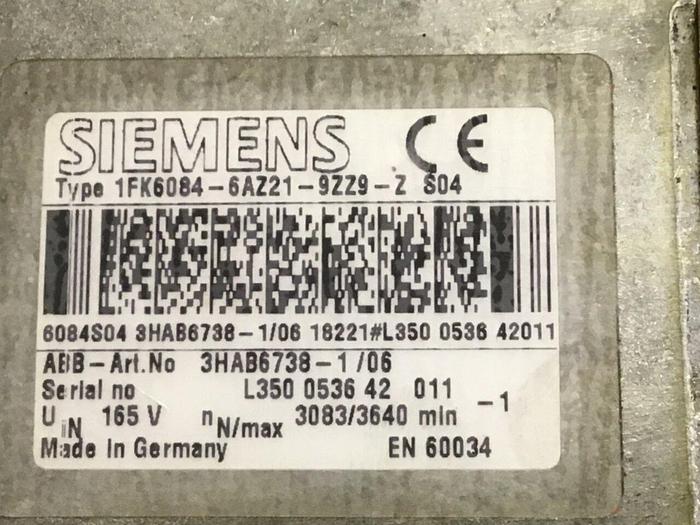 SIEMENS CE
Type 1FK6084-6AZ21-9ZZ9-Z S04
6084S04 3HAB6738-1/06 18221#L350 0536 42011
ABB-Art.No 3HAB6738-1/06
Serial no L350 0536 42 011
U iN 165 V n N/max 3083/3640 min -1
Made in Germany EN 60034